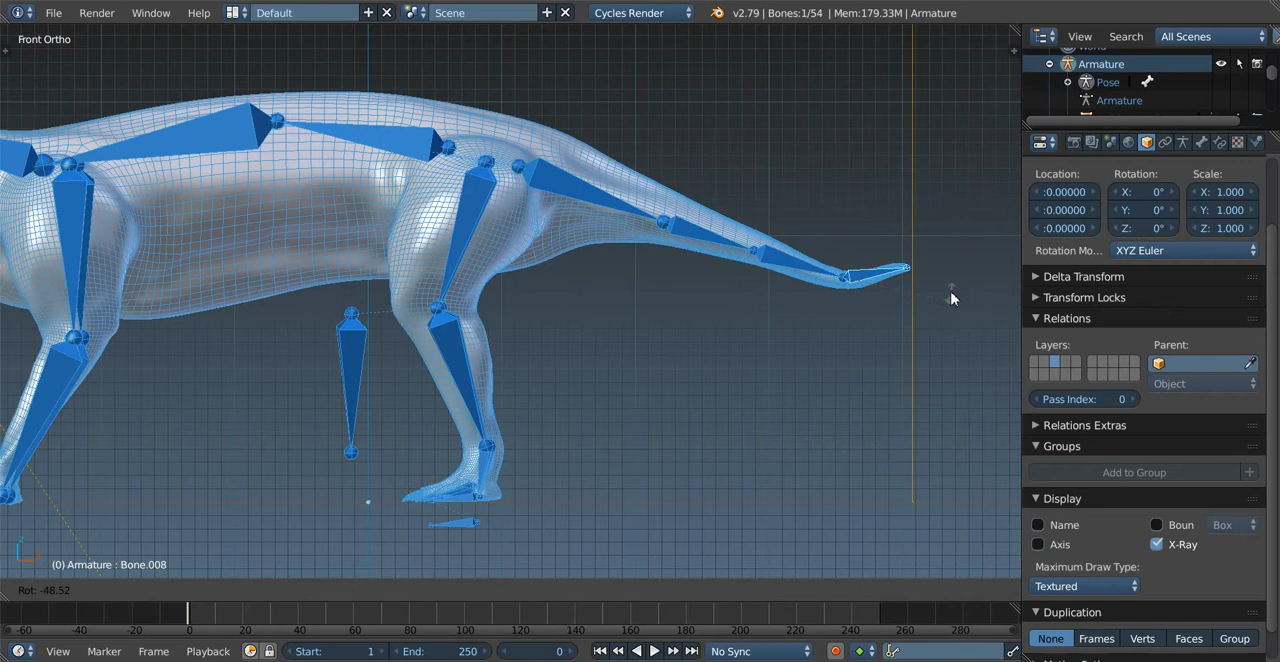 File Render Window Help Default Scene Cycles Render v2.79 | Bones:1/54 | Mem:179.33M | Armature
Front Ortho
View Search All Scenes
Armature
Pose
Armature
Location: Rotation: Scale:
:0.00000 X: 0° X: 1.000
:0.00000 Y: 0° Y: 1.000
:0.00000 Z: 0° Z: 1.000
Rotation Mo... XYZ Euler
Delta Transform
Transform Locks
Relations
Layers: Parent:
Object
Pass Index: 0
Relations Extras
Groups
Add to Group
Display
Name Boun Box
Axis X-Ray
Maximum Draw Type:
Textured
Duplication
None Frames Verts Faces Group
(0) Armature : Bone.008
Rot: -48.52
-60 -40 -20 0 20 40 60 80 100 120 140 160 180 200 220 240 260 280
View Marker Frame Playback Start: 1 End: 250 0 No Sync